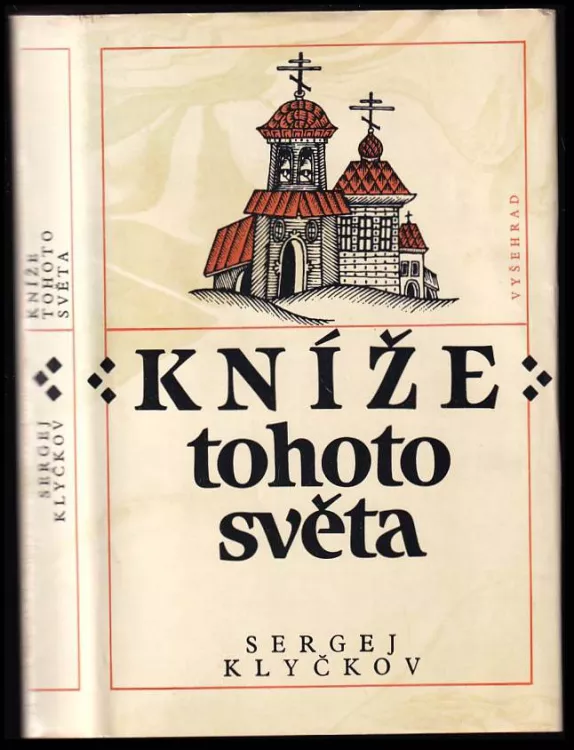 KNÍŽE
TOHOTO
SVĚTA
SERGEJ
KLYČKOV
VYŠEHRAD
KNÍŽE
tohoto
světa
SERGEJ
KLYČKOV